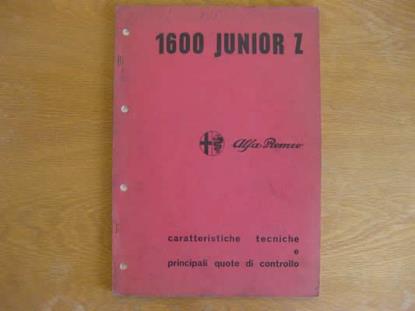 1600 JUNIOR Z
Alfa Romeo
caratteristiche tecniche
e
principali quote di controllo